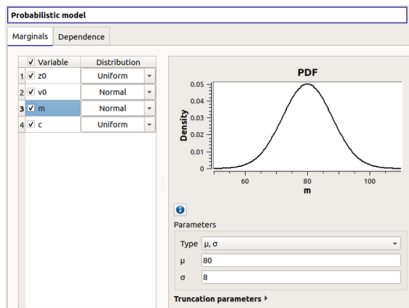 Probabilistic model
Marginals Dependence
Variable Distribution
1 z0 Uniform
2 v0 Normal
3 m Normal
4 c Uniform
PDF
Density
0.05
0.04
0.03
0.02
0.01
0
60 80 100
m
Parameters
Type μ, σ
μ 80
σ 8
Truncation parameters